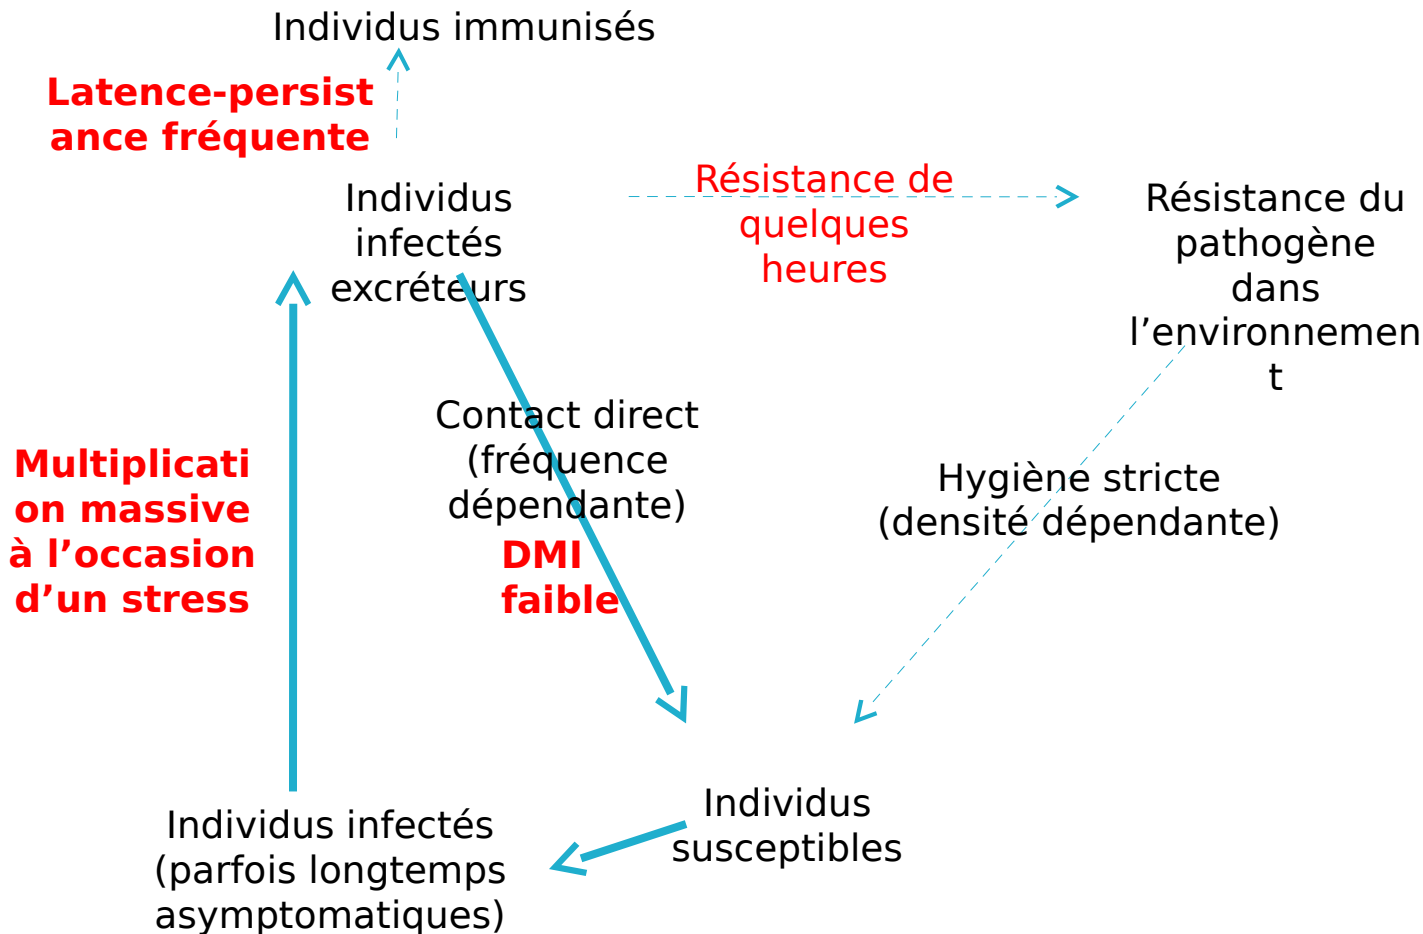 Individus immunisés
Latence-persist
ance fréquente
Individus
infectés
excréteurs
Résistance de
quelques
heures
Résistance du
pathogène
dans
l’environnemen
t
Contact direct
(fréquence
dépendante)
DMI
faible
Multiplicati
on massive
à l’occasion
d’un stress
Hygiène stricte
(densité dépendante)
Individus
susceptibles
Individus infectés
(parfois longtemps
asymptomatiques)